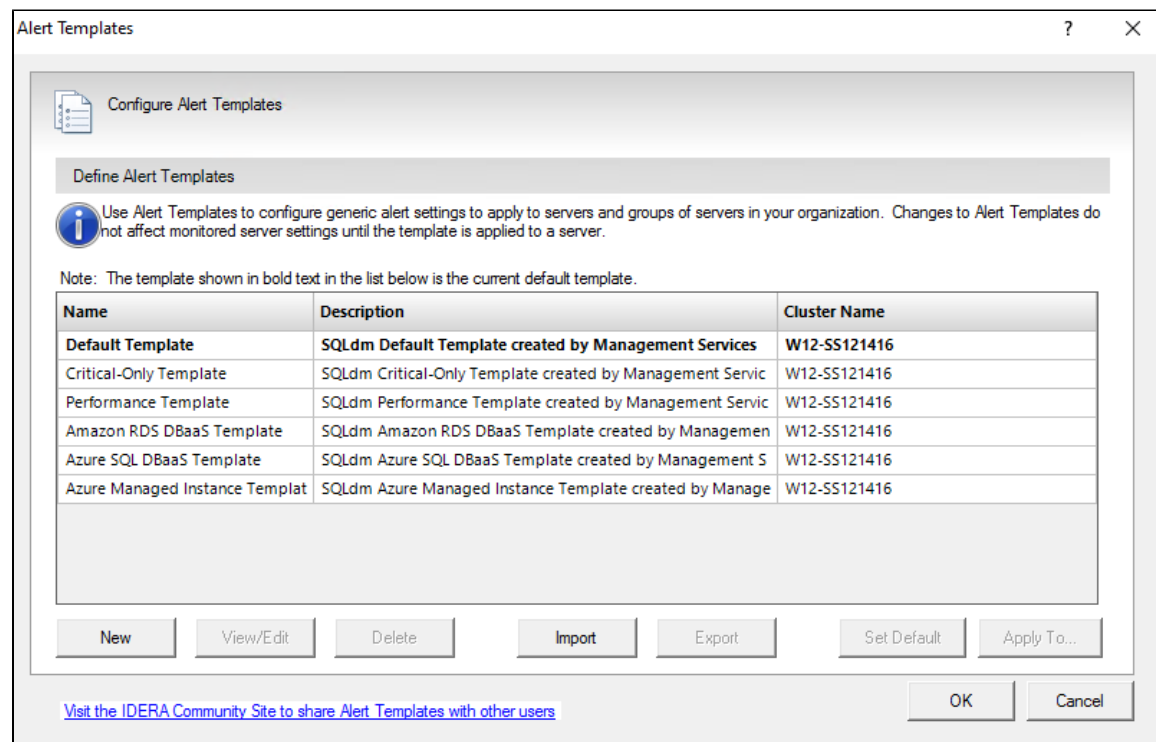 Alert Templates
?
Configure Alert Templates
Define Alert Templates
Use Alert Templates to configure generic alert settings to apply to servers and groups of servers in your organization. Changes to Alert Templates do
not affect monitored server settings until the template is applied to a server.
Note: The template shown in bold text in the list below is the current default template.
Name Description Cluster Name
Default Template SQLdm Default Template created by Management Services W12-SS121416
Critical-Only Template SQLdm Critical-Only Template created by Management Servic W12-SS121416
Performance Template SQLdm Performance Template created by Management Servic W12-SS121416
Amazon RDS DBaaS Template SQLdm Amazon RDS DBaaS Template created by Managemen W12-SS121416
Azure SQL DBaaS Template SQLdm Azure SQL DBaaS Template created by Management S W12-SS121416
Azure Managed Instance Templat SQLdm Azure Managed Instance Template created by Manage W12-SS121416
New View/Edit Delete Import Export Set Default Apply To...
Visit the IDERA Community Site to share Alert Templates with other users
OK Cancel